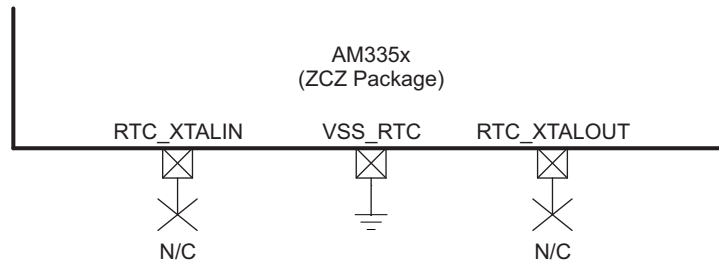 AM335x
(ZCZ Package)
RTC_XTALIN VSS_RTC RTC_XTALOUT
N/C N/C